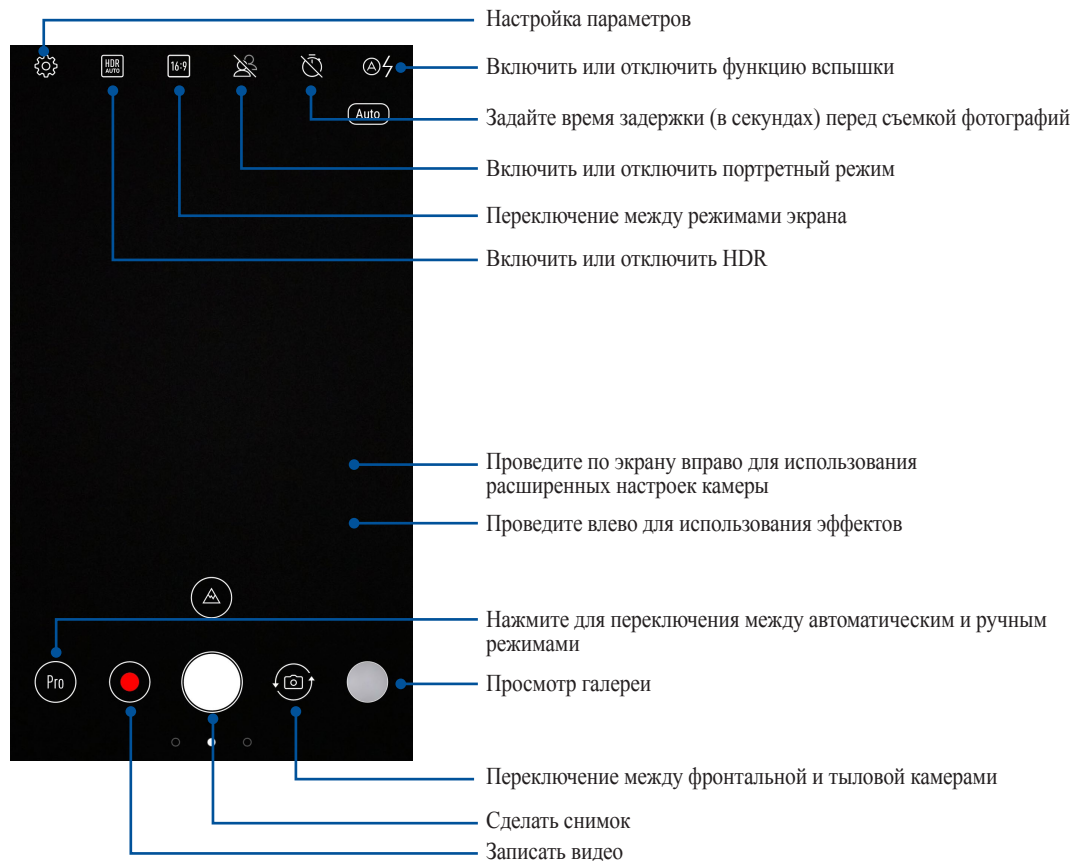 Настройка параметров
HDR
AUTO
16:9
A
Включить или отключить функцию вспышки
Auto
Задайте время задержки (в секундах) перед съемкой фотографий
Включить или отключить портретный режим
Переключение между режимами экрана
Включить или отключить HDR
Проведите по экрану вправо для использования
расширенных настроек камеры
Проведите влево для использования эффектов
Нажмите для переключения между автоматическим и ручным
режимами
Pro
Просмотр галереи
Переключение между фронтальной и тыловой камерами
Сделать снимок
Записать видео